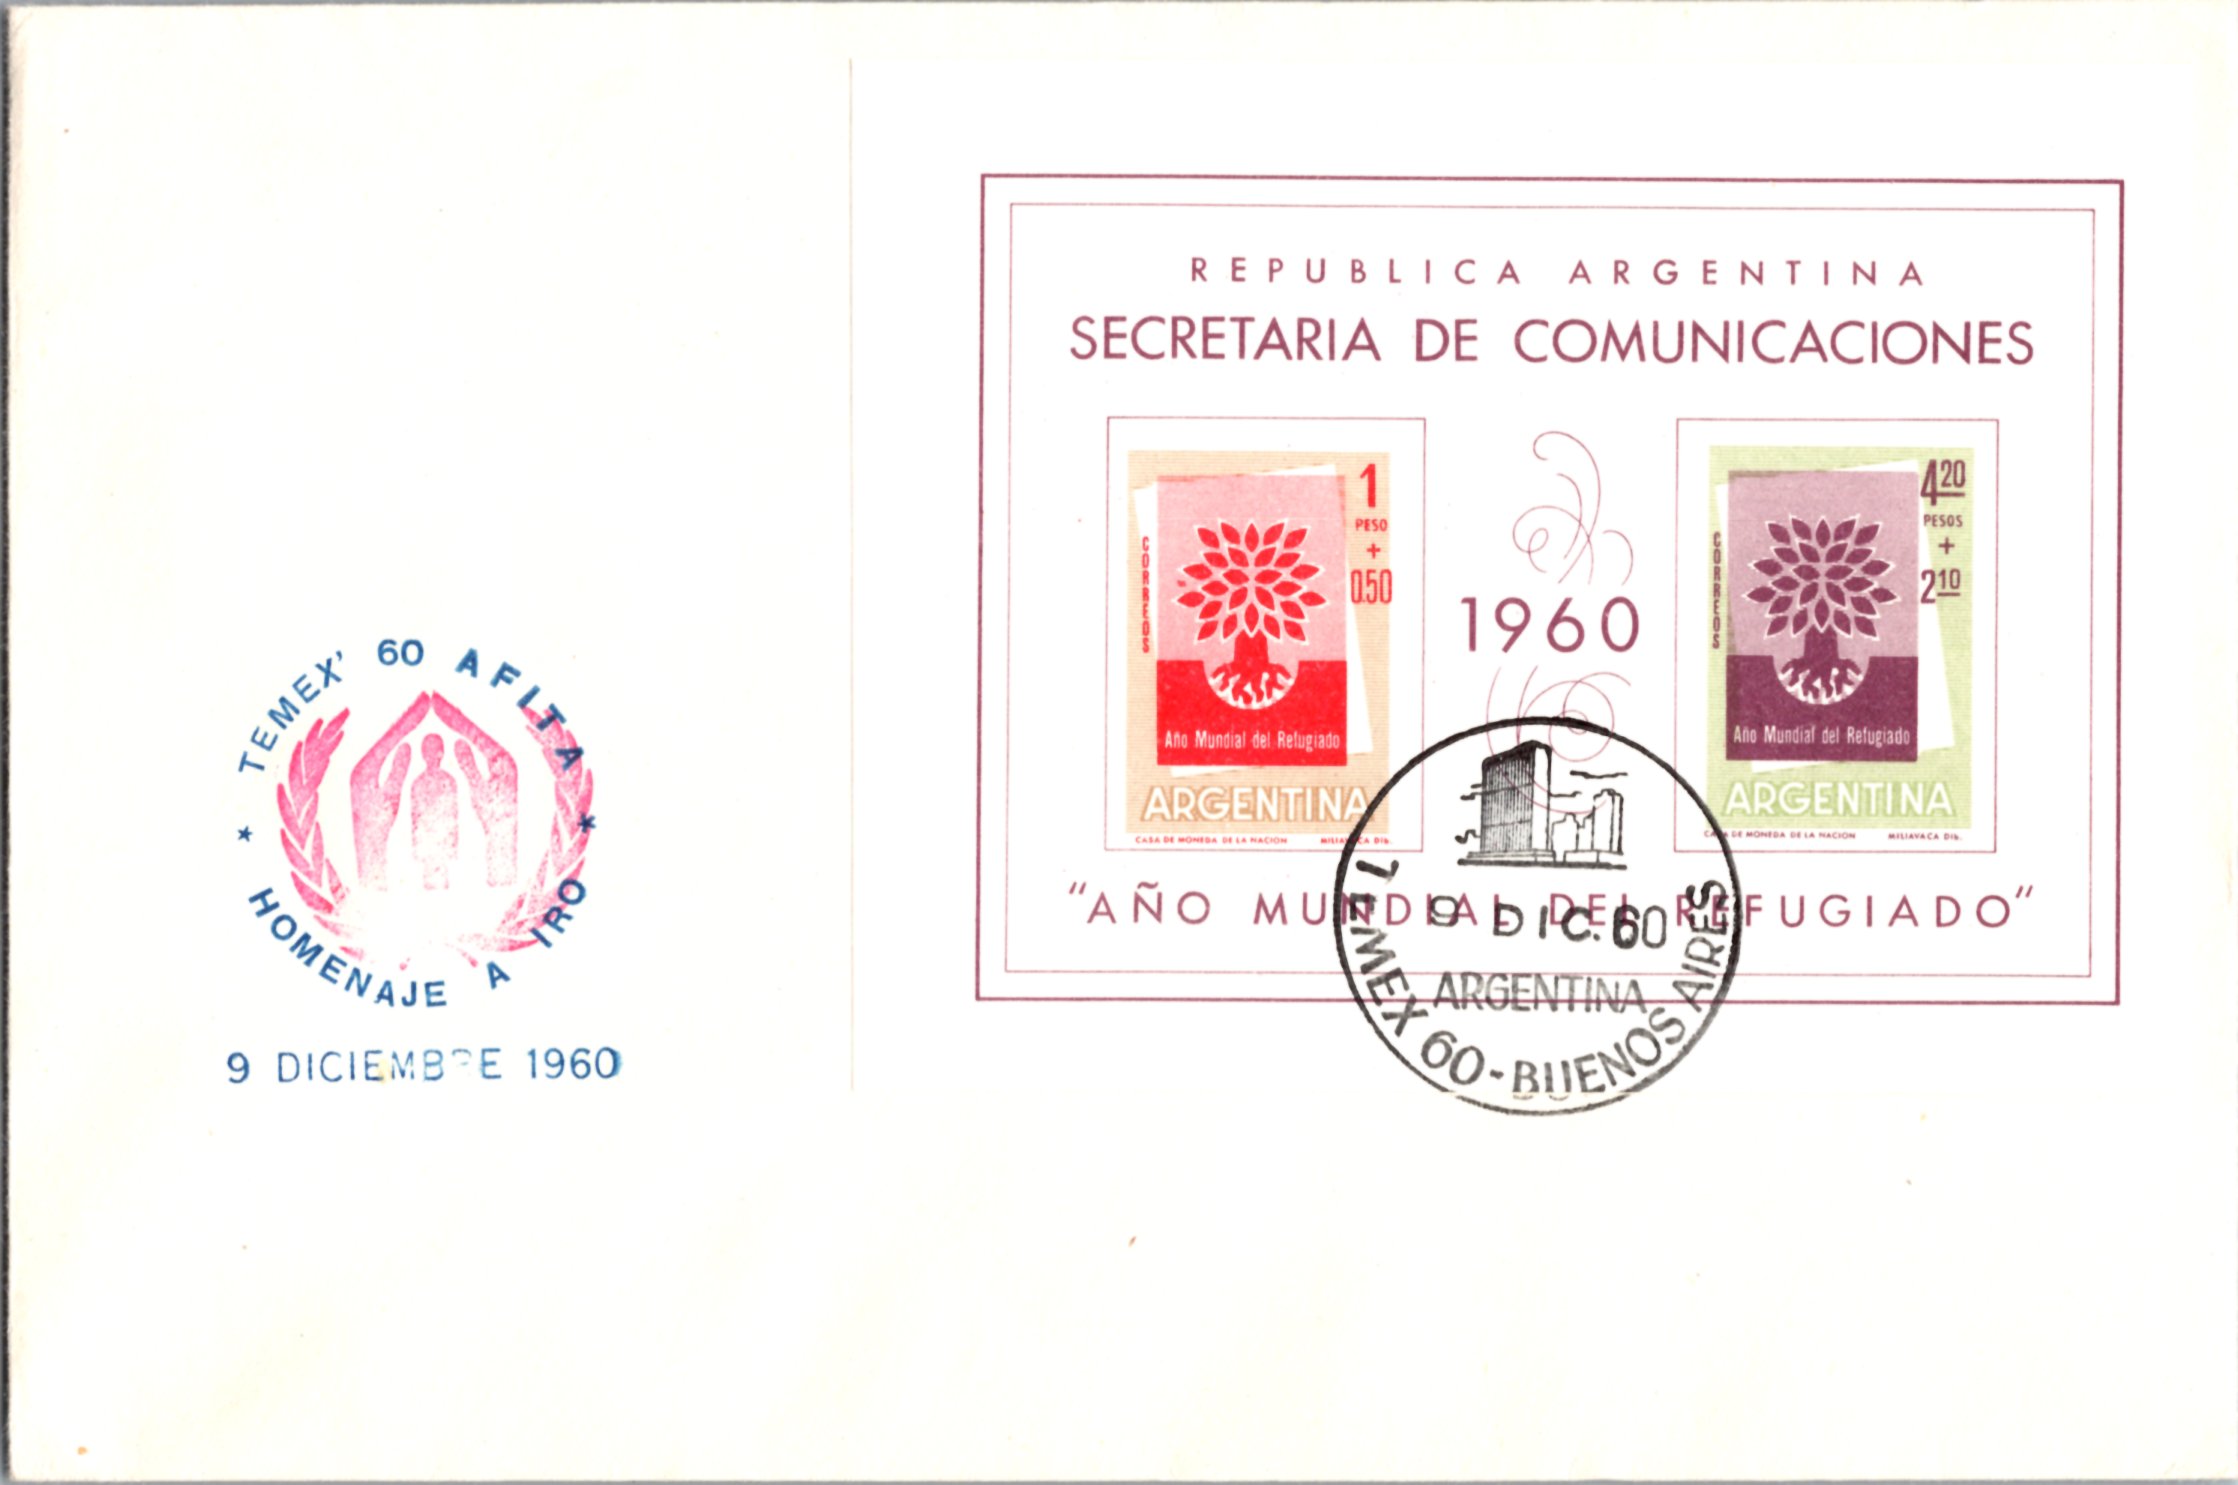 TEMEX' 60 AFITA
* HOMENAJE A IRO *
9 DICIEMBRE 1960
REPUBLICA ARGENTINA
SECRETARIA DE COMUNICACIONES
1
PESO
+
0.50
CORREOS
Año Mundial del Refugiado
ARGENTINA
CASA DE MONEDA DE LA NACION MILIAVACA DIB.
1960
4.20
PESOS
+
2.10
CORREOS
Año Mundial del Refugiado
ARGENTINA
CASA DE MONEDA DE LA NACION MILIAVACA DIB.
"AÑO MUNDIAL DEL REFUGIADO"
9 DIC. 60
ARGENTINA
TEMEX 60 - BUENOS AIRES